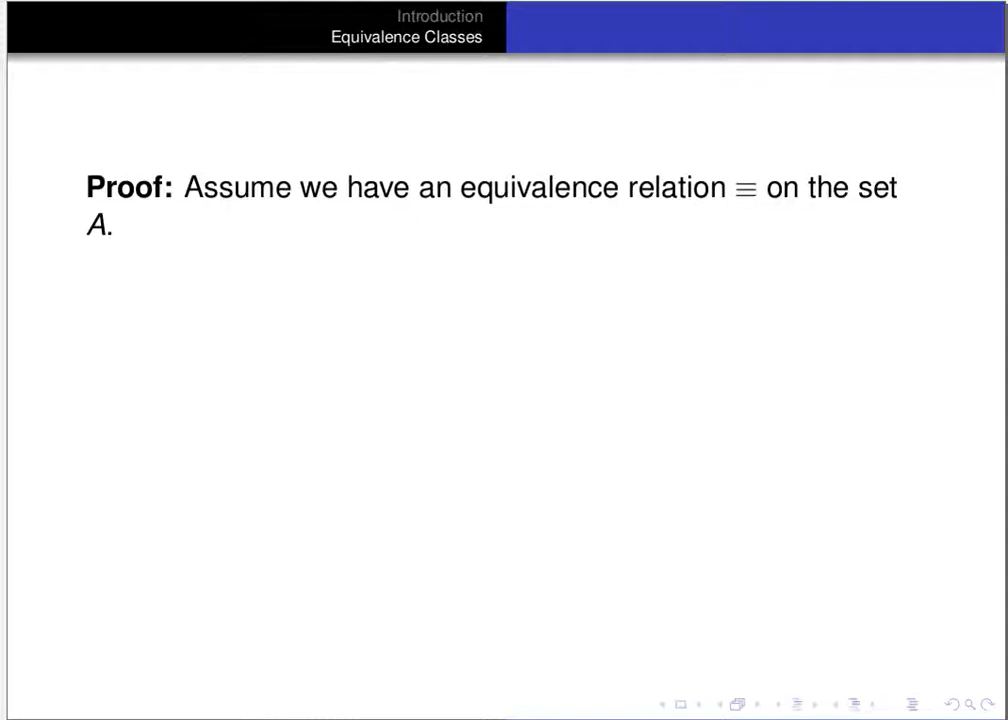 Introduction
Equivalence Classes
Proof: Assume we have an equivalence relation ≡ on the set
A.